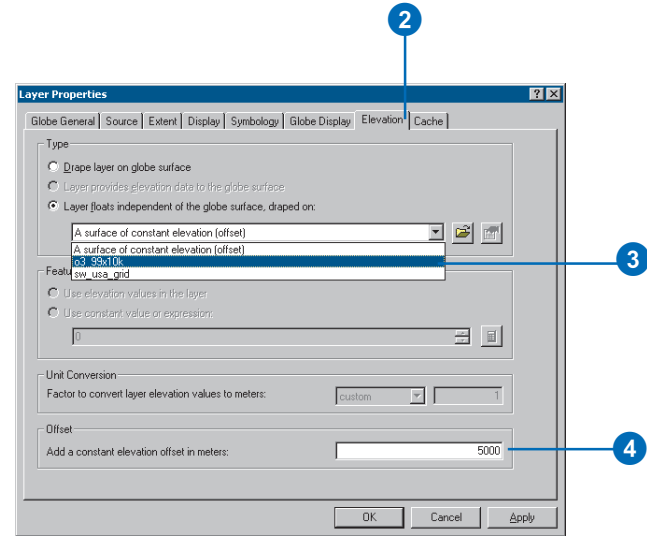 2
Layer Properties
Globe General Source Extent Display Symbology Globe Display Elevation Cache
Type
Drape layer on globe surface
Layer provides elevation data to the globe surface
Layer floats independent of the globe surface, draped on:
A surface of constant elevation (offset)
A surface of constant elevation (offset)
o3_99x10k
3
sw_usa_grid
Featu
Use elevation values in the layer
Use constant value or expression:
0
Unit Conversion
Factor to convert layer elevation values to meters: custom 1
Offset
Add a constant elevation offset in meters: 5000
4
OK Cancel Apply